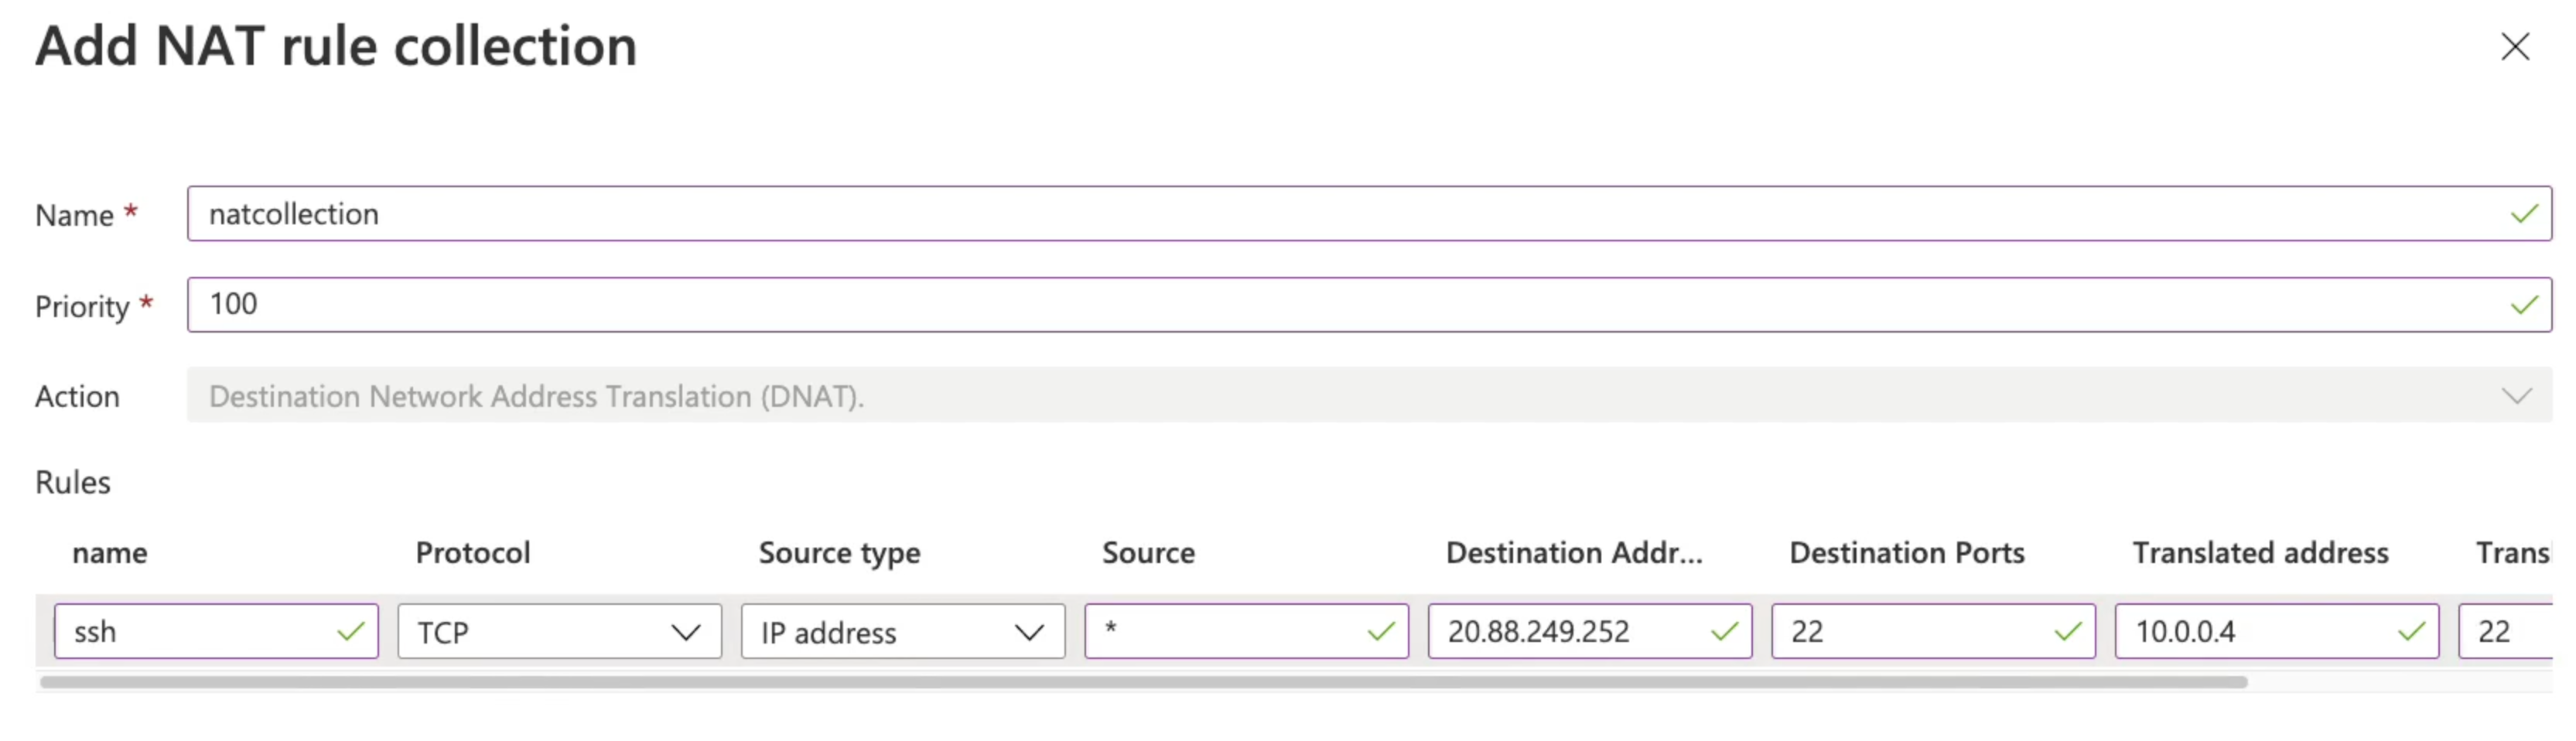 Add NAT rule collection
Name * natcollection
Priority * 100
Action Destination Network Address Translation (DNAT).
Rules
name Protocol Source type Source Destination Addr... Destination Ports Translated address Transl
ssh TCP IP address * 20.88.249.252 22 10.0.0.4 22